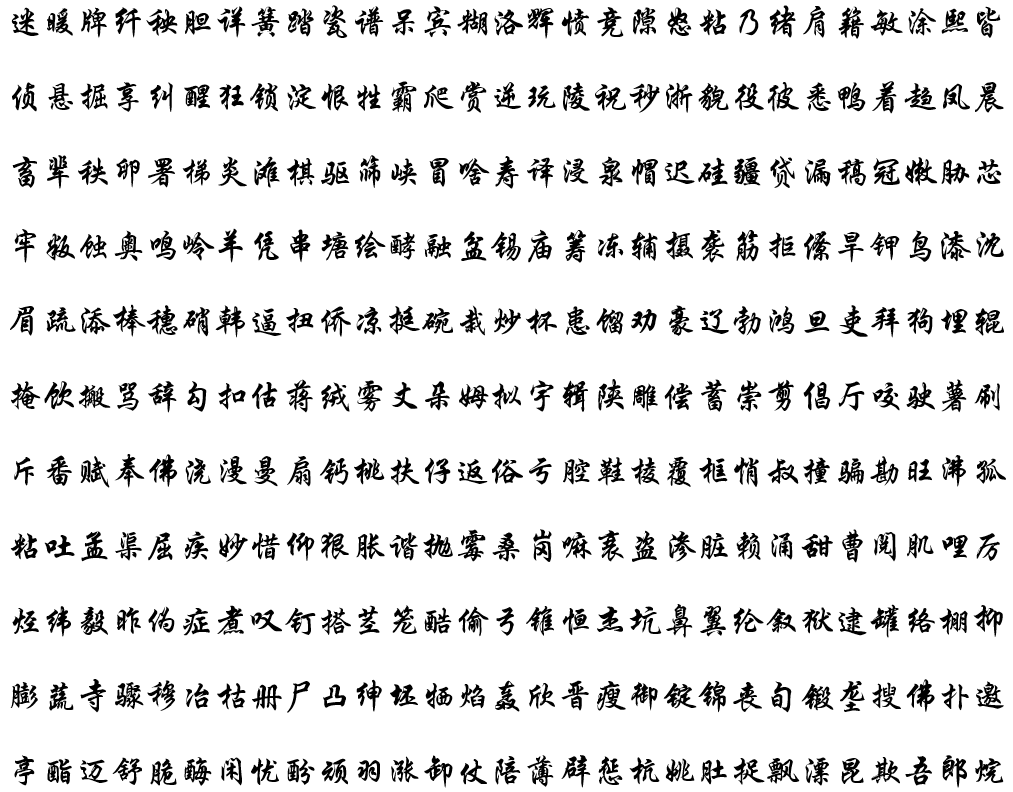 迷暖牌纤秧胆详簧踏瓷谱呆宾糊洛辉愤竞隙怒粘乃绪肩籍敏涂熙皆
侦悬掘享纠醒狂锁淀恨牲霸爬赏逆玩陵祝秒浙貌役彼悉鸭着趋凤晨
畜辈秩卵署梯炎滩棋驱筛峡冒啥寿译浸泉帽迟硅疆贷漏稿冠嫩胁芯
牢叛蚀奥鸣岭羊凭串塘绘酵融盆锡庙筹冻辅摄袭筋拒僚旱钾鸟漆沈
眉疏添棒穗硝韩逼扭侨凉挺碗栽炒杯患馏劝豪辽勃鸿旦吏拜狗埋辊
掩饮搬骂辞勾扣估蒋绒雾丈朵姆拟宇辑陕雕偿蓄崇剪倡厅咬驶薯刷
斥番赋奉佛浇漫曼扇钙桃扶仔返俗亏腔鞋棱覆框悄叔撞骗勘旺沸孤
粘吐孟渠屈疾妙惜仰狠胀谐抛霉桑岗嘛衰盗渗脏赖涌甜曹阅肌哩厉
烃纬毅昨伪症煮叹钉搭茎笼酷偷弓锥恒杰坑鼻翼纶叙狱逮罐络棚抑
膨蔬寺骤穆冶枯册尸凸绅坯牺焰轰欣晋瘦御锭锦丧旬锻垄搜佛扑邀
亭酯迈舒脆酶闲忧酚顽羽涨卸仗陪薄辟惩杭姚肚捉飘漂昆欺吾郎烷